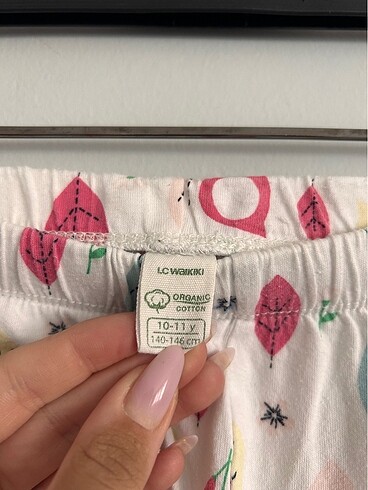 LC WAIKIKI
ORGANIC
COTTON
10-11 y
140-146 cm